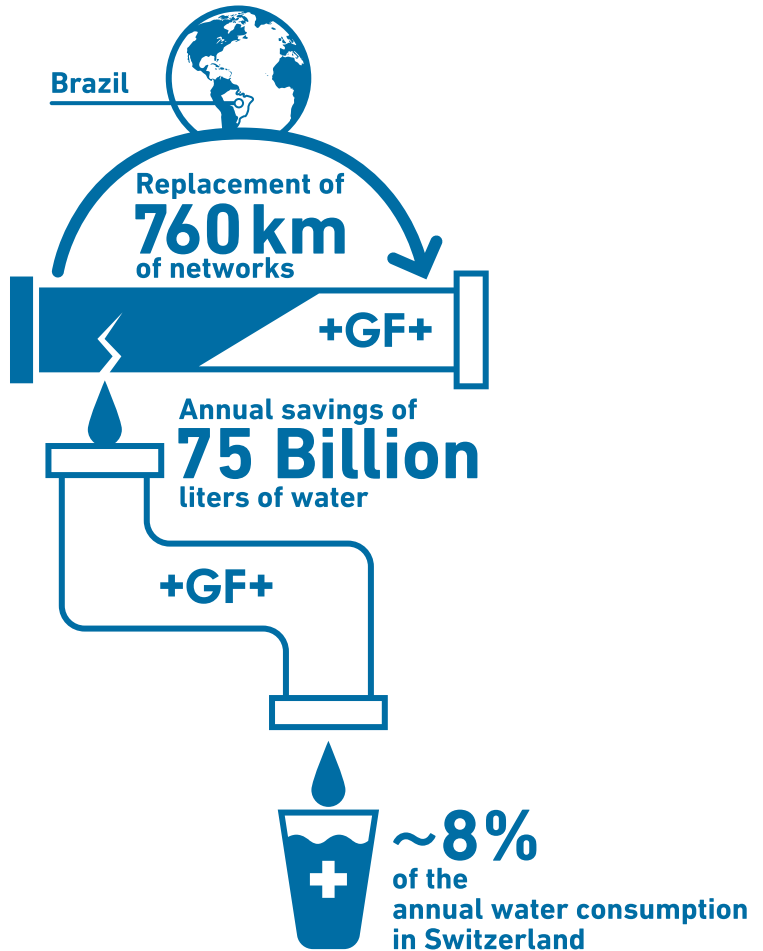 Brazil
Replacement of
760 km
of networks
+GF+
Annual savings of
75 Billion
liters of water
+GF+
~8%
of the
annual water consumption
in Switzerland